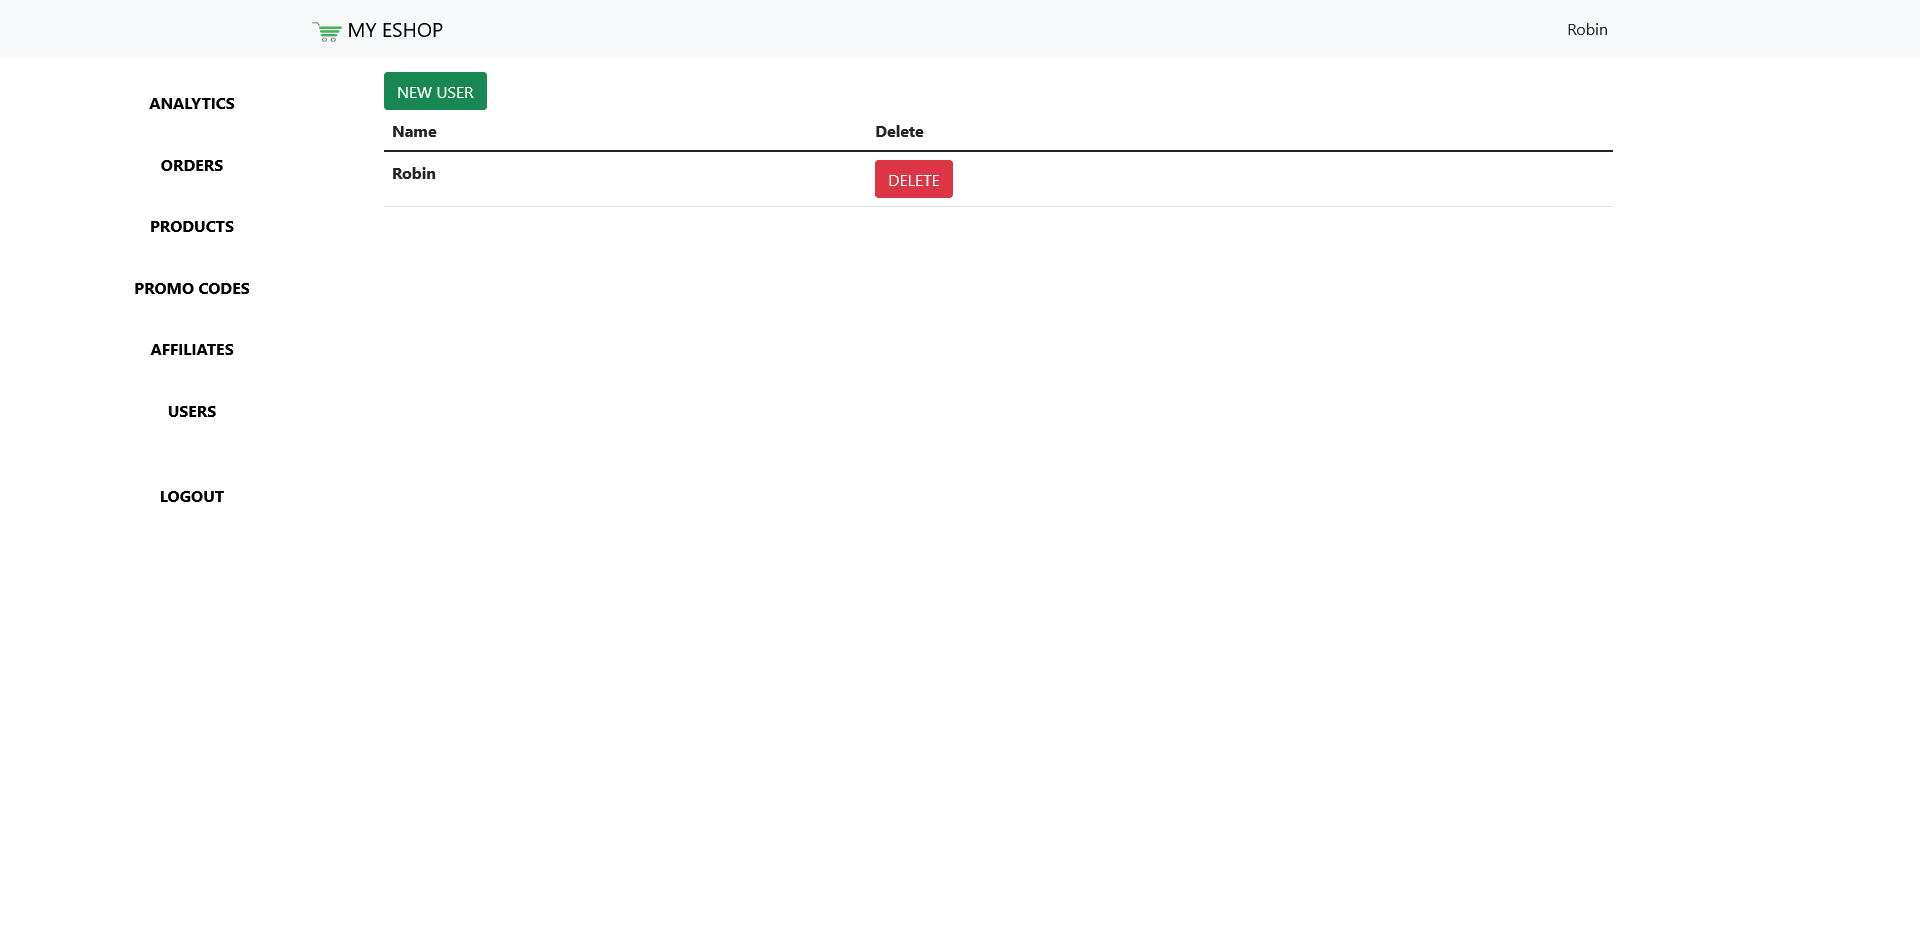 MY ESHOP
Robin
ANALYTICS
ORDERS
PRODUCTS
PROMO CODES
AFFILIATES
USERS
LOGOUT
NEW USER
Name Delete
Robin DELETE